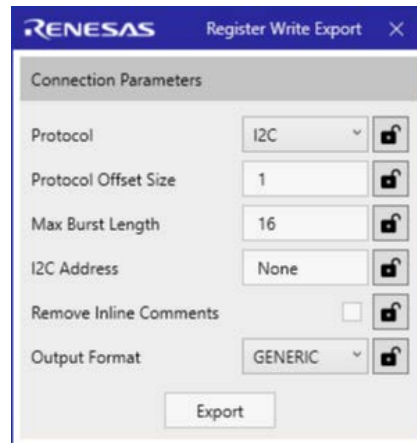 RENESAS Register Write Export
Connection Parameters
Protocol I2C
Protocol Offset Size 1
Max Burst Length 16
I2C Address None
Remove Inline Comments
Output Format GENERIC
Export